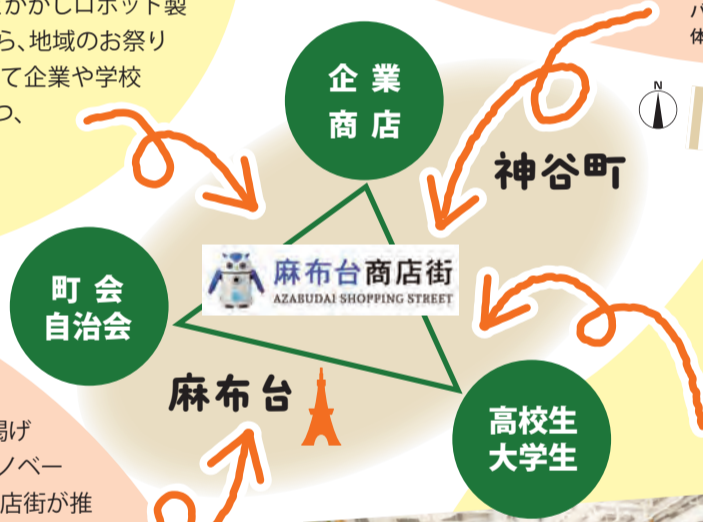 かかしロボット製
ら、地域のお祭り
て企業や学校
つ、
企業
商店
体
N
神谷町
町会
自治会
麻布台商店街
AZABUDAI SHOPPING STREET
麻布台
高校生
大学生
掲げ
ノベー
店街が推